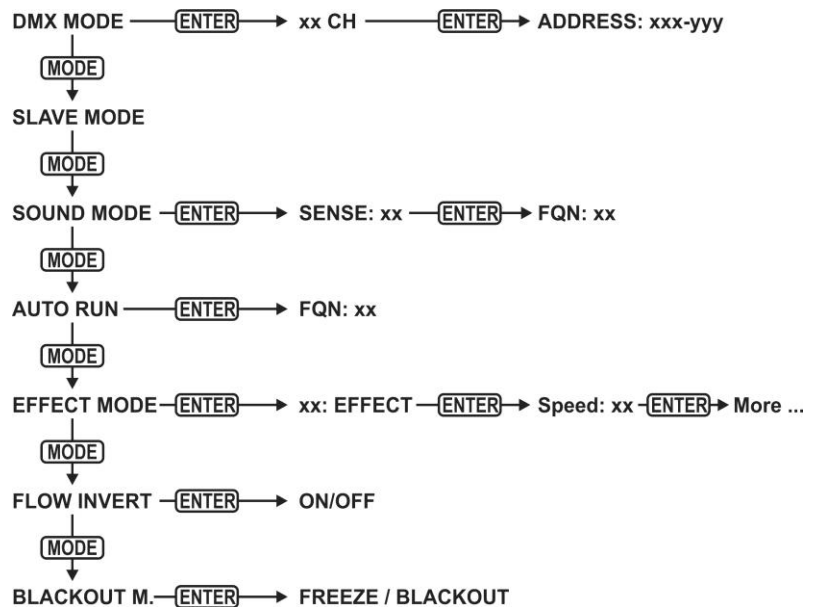 DMX MODE ENTER xx CH ENTER ADDRESS: xxx-yyy
MODE
SLAVE MODE
MODE
SOUND MODE ENTER SENSE: xx ENTER FQN: xx
MODE
AUTO RUN ENTER FQN: xx
MODE
EFFECT MODE ENTER xx: EFFECT ENTER Speed: xx ENTER More ...
MODE
FLOW INVERT ENTER ON/OFF
MODE
BLACKOUT M. ENTER FREEZE / BLACKOUT